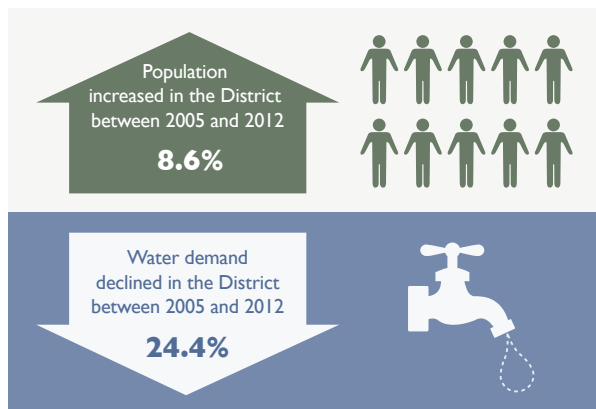 Population
increased in the District
between 2005 and 2012
8.6%
Water demand
declined in the District
between 2005 and 2012
24.4%